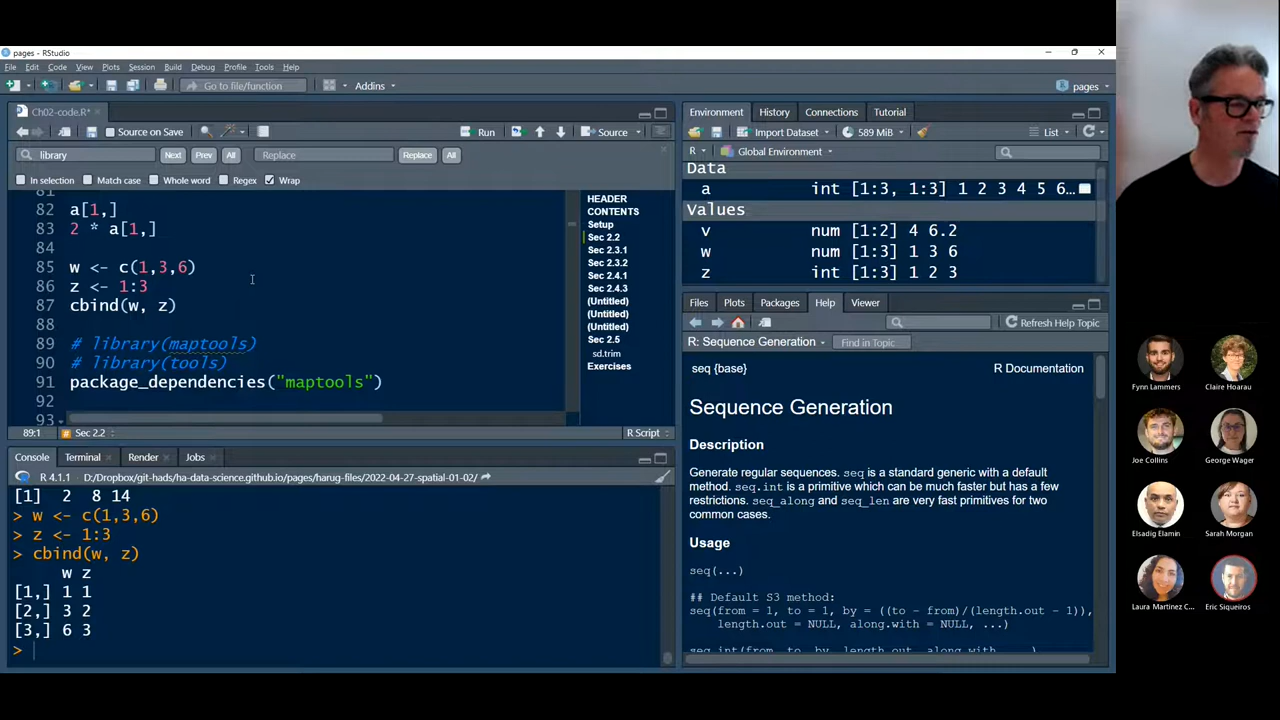 pages - RStudio
File Edit Code View Plots Session Build Debug Profile Tools Help
Go to file/function
Addins
pages
Ch02-code.R*
Source on Save
Run
Source
library
Next
Prev
All
Replace
Replace
All
In selection
Match case
Whole word
Regex
Wrap
81
82 a[1,]
83 2 * a[1,]
84
85 w <- c(1,3,6)
86 z <- 1:3
87 cbind(w, z)
88
89 # library(maptools)
90 # library(tools)
91 package_dependencies("maptools")
92
93
HEADER
CONTENTS
Setup
Sec 2.2
Sec 2.3.1
Sec 2.3.2
Sec 2.4.1
Sec 2.4.3
(Untitled)
(Untitled)
(Untitled)
Sec 2.5
sd.trim
Exercises
89:1
Sec 2.2
R Script
Console Terminal Render Jobs
R 4.1.1 · D:/Dropbox/git-hads/ha-data-science.github.io/pages/harug-files/2022-04-27-spatial-01-02/
[1] 2 8 14
> w <- c(1,3,6)
> z <- 1:3
> cbind(w, z)
w z
[1,] 1 1
[2,] 3 2
[3,] 6 3
>
Environment History Connections Tutorial
Import Dataset
589 MiB
List
R
Global Environment
Data
a int [1:3, 1:3] 1 2 3 4 5 6…
Values
v num [1:2] 4 6.2
w num [1:3] 1 3 6
z int [1:3] 1 2 3
Files Plots Packages Help Viewer
Refresh Help Topic
R: Sequence Generation
Find in Topic
seq {base}
R Documentation
Sequence Generation
Description
Generate regular sequences. seq is a standard generic with a default
method. seq.int is a primitive which can be much faster but has a few
restrictions. seq_along and seq_len are very fast primitives for two
common cases.
Usage
seq(...)
## Default S3 method:
seq(from = 1, to = 1, by = ((to - from)/(length.out - 1)),
length.out = NULL, along.with = NULL, ...)
seq.int(from, to, by, length.out, along.with, ...)
Fynn Lammers
Claire Hoarau
Joe Collins
George Wager
Elsadig Elamin
Sarah Morgan
Laura Martinez C...
Eric Siqueiros